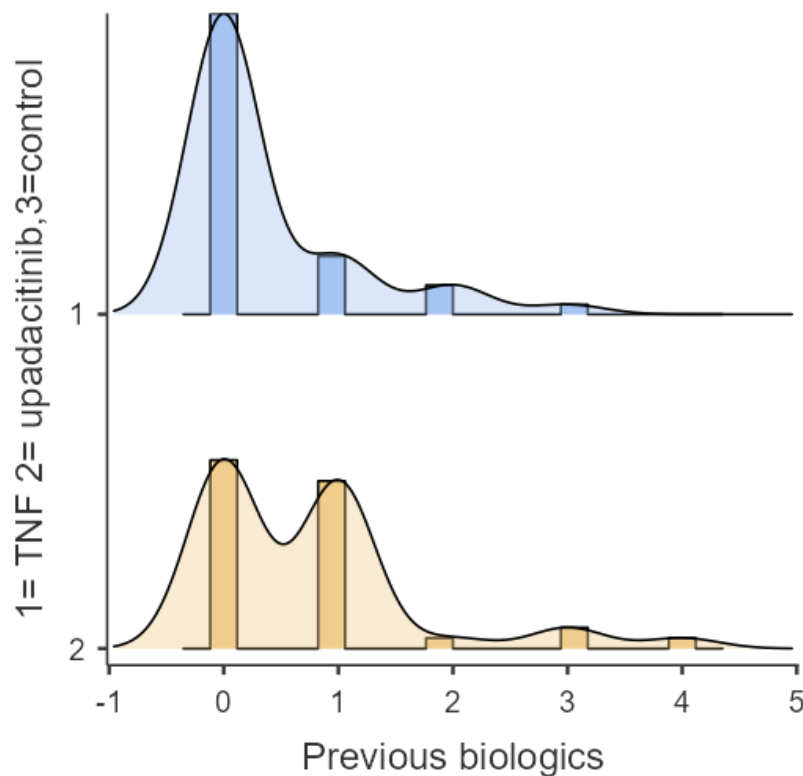 1= TNF 2= upadacitinib,3=control
1
2
-1 0 1 2 3 4 5
Previous biologics